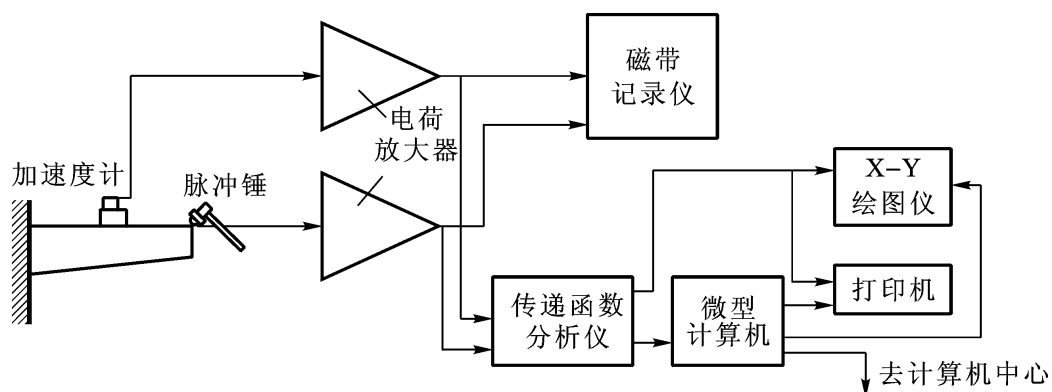 磁带
记录仪
电荷
放大器
加速度计
脉冲锤
X-Y
绘图仪
传递函数
分析仪
微型
计算机
打印机
去计算机中心